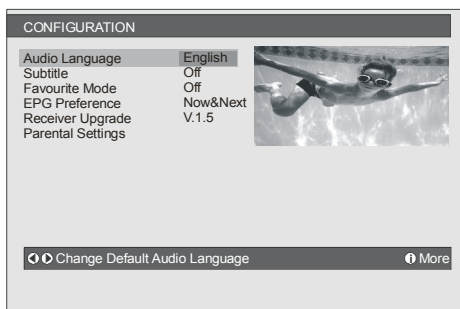 CONFIGURATION
Audio Language English
Subtitle Off
Favourite Mode Off
EPG Preference Now&Next
Receiver Upgrade V.1.5
Parental Settings
Change Default Audio Language i More